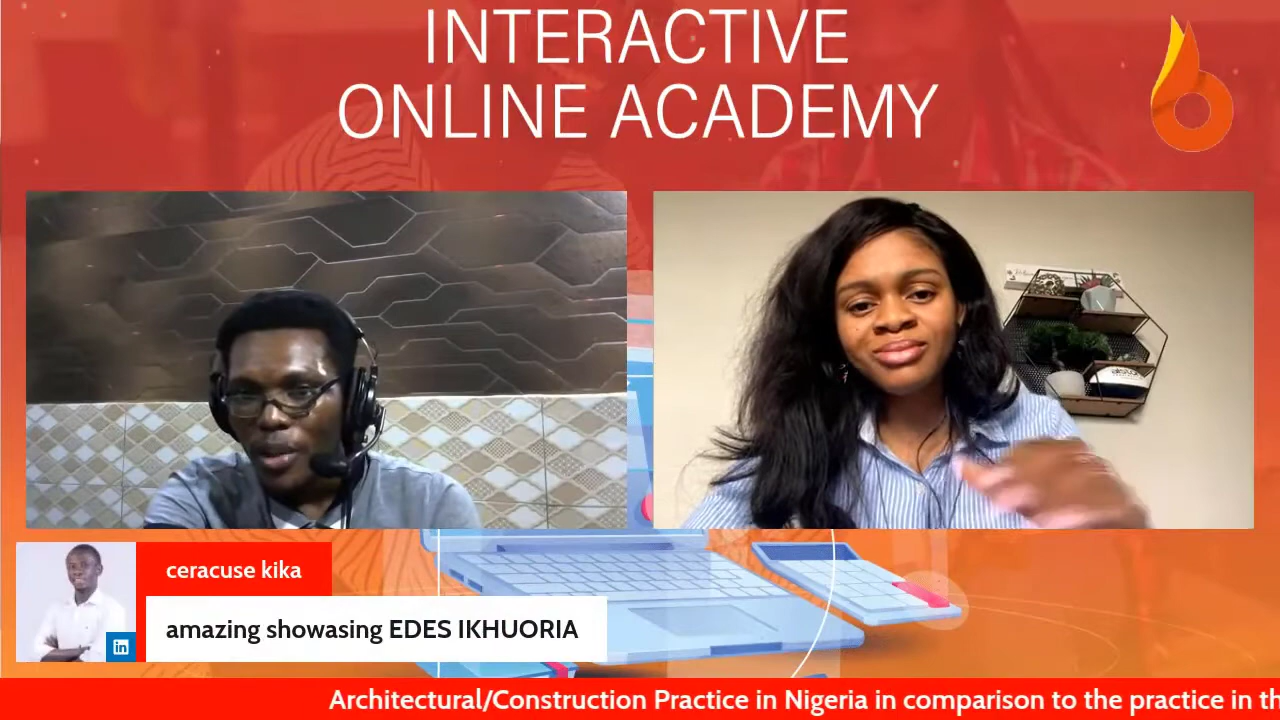 INTERACTIVE
ONLINE ACADEMY
ceracuse kika
in
amazing showasing EDES IKHUORIA
Architectural/Construction Practice in Nigeria in comparison to the practice in th